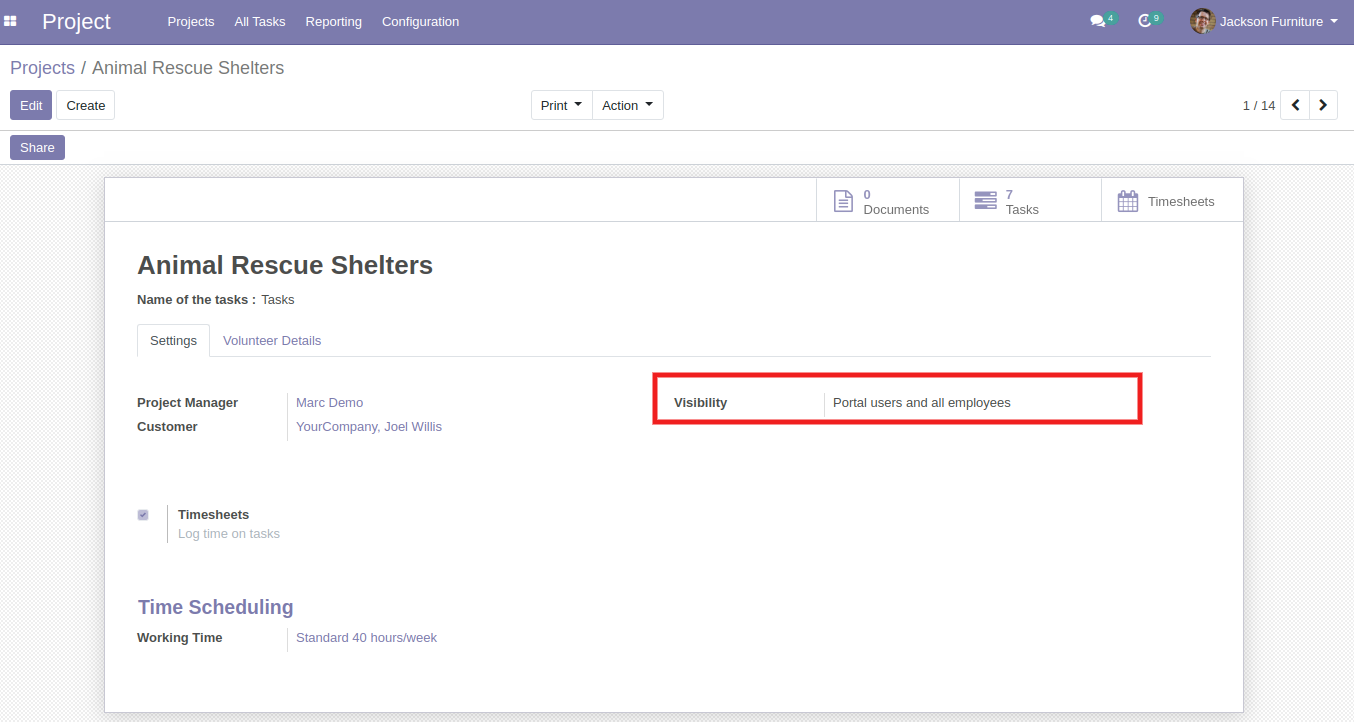 Project Projects All Tasks Reporting Configuration 4 9 Jackson Furniture
Projects / Animal Rescue Shelters
Edit Create Print Action 1 / 14
Share
0 Documents
7 Tasks
Timesheets
Animal Rescue Shelters
Name of the tasks : Tasks
Settings Volunteer Details
Project Manager Marc Demo
Customer YourCompany, Joel Willis
Visibility Portal users and all employees
Timesheets
Log time on tasks
Time Scheduling
Working Time Standard 40 hours/week